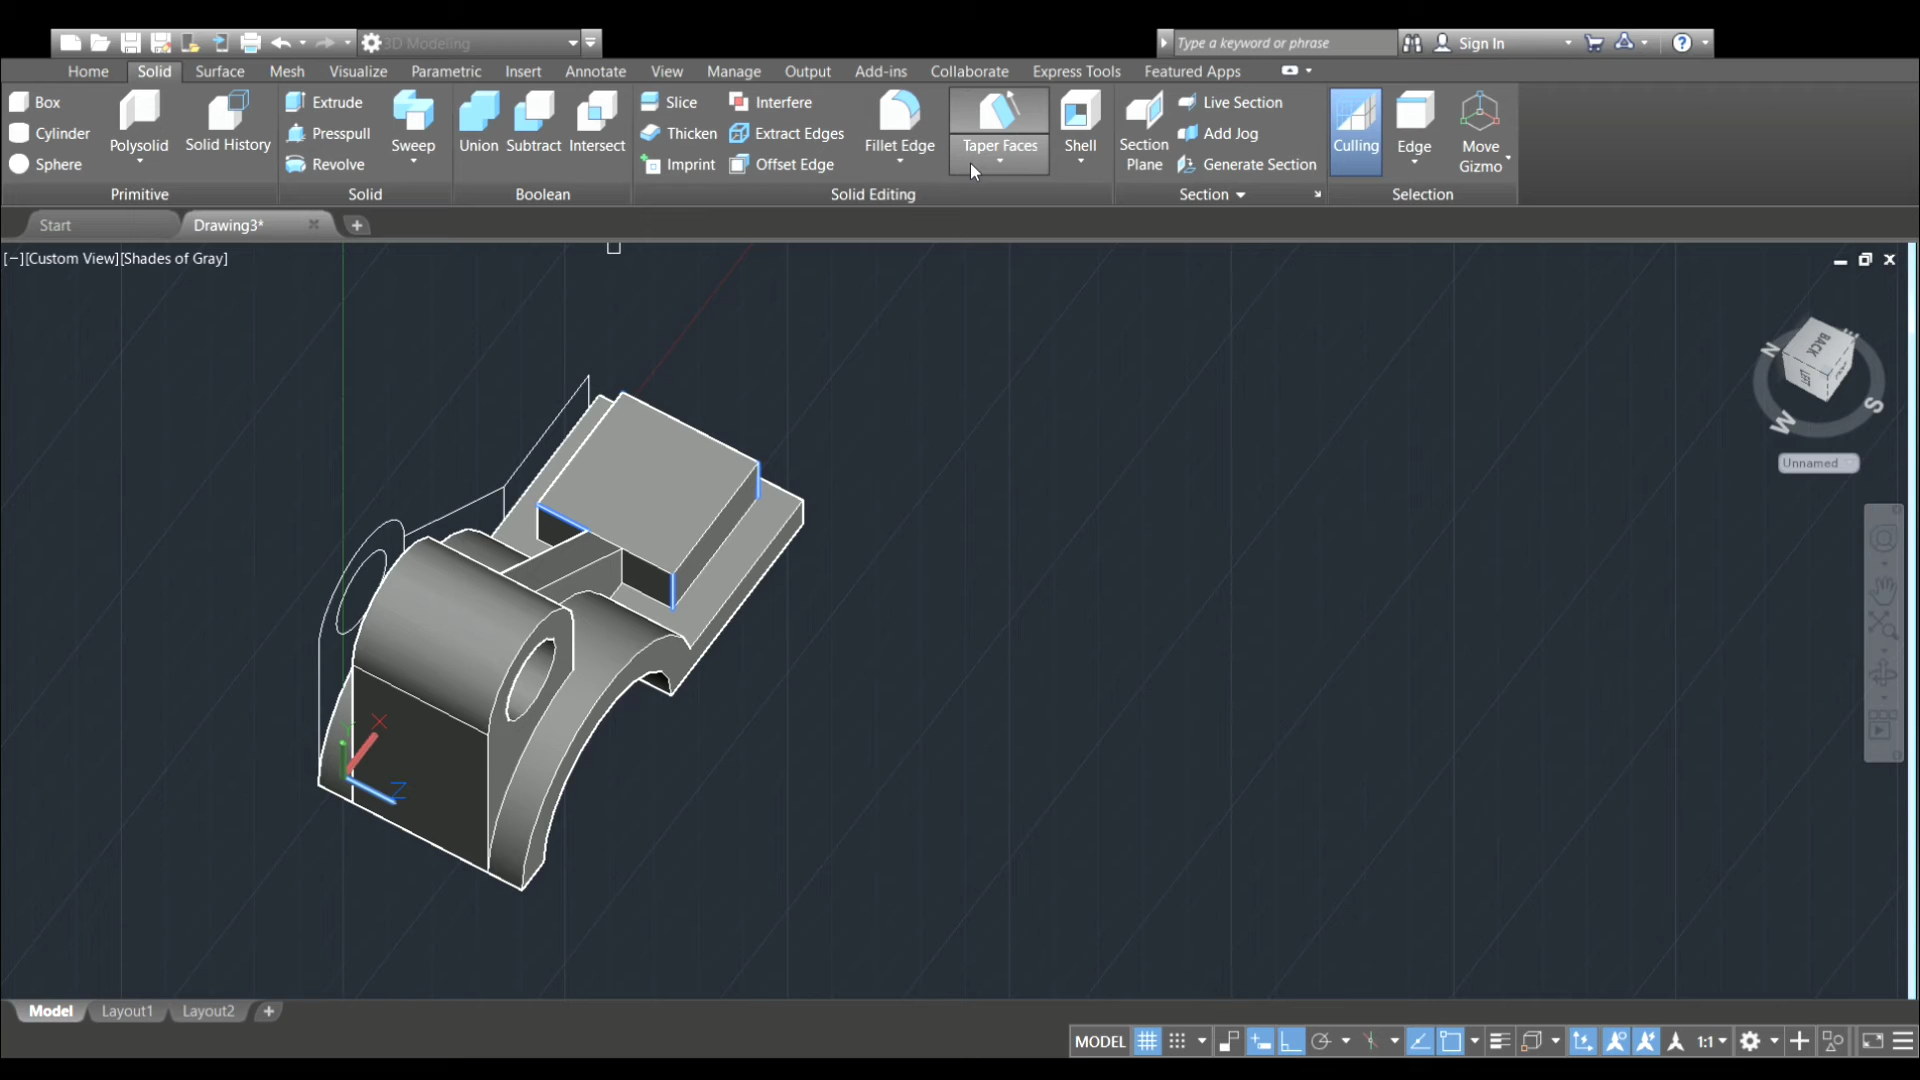 3D Modeling
Type a keyword or phrase
Sign In
Home Solid Surface Mesh Visualize Parametric Insert Annotate View Manage Output Add-ins Collaborate Express Tools Featured Apps
Box Extrude Slice Interfere Live Section
Cylinder Presspull Thicken Extract Edges Add Jog
Sphere Revolve Imprint Offset Edge Generate Section
Polysolid Solid History Sweep Union Subtract Intersect Fillet Edge Taper Faces Shell Section Plane Culling Edge Move Gizmo
Primitive Solid Boolean Solid Editing Section Selection
Start Drawing3*
[−][Custom View][Shades of Gray]
BACK
N
W
S
Unnamed
X
Y
Z
Model Layout1 Layout2
MODEL 1:1